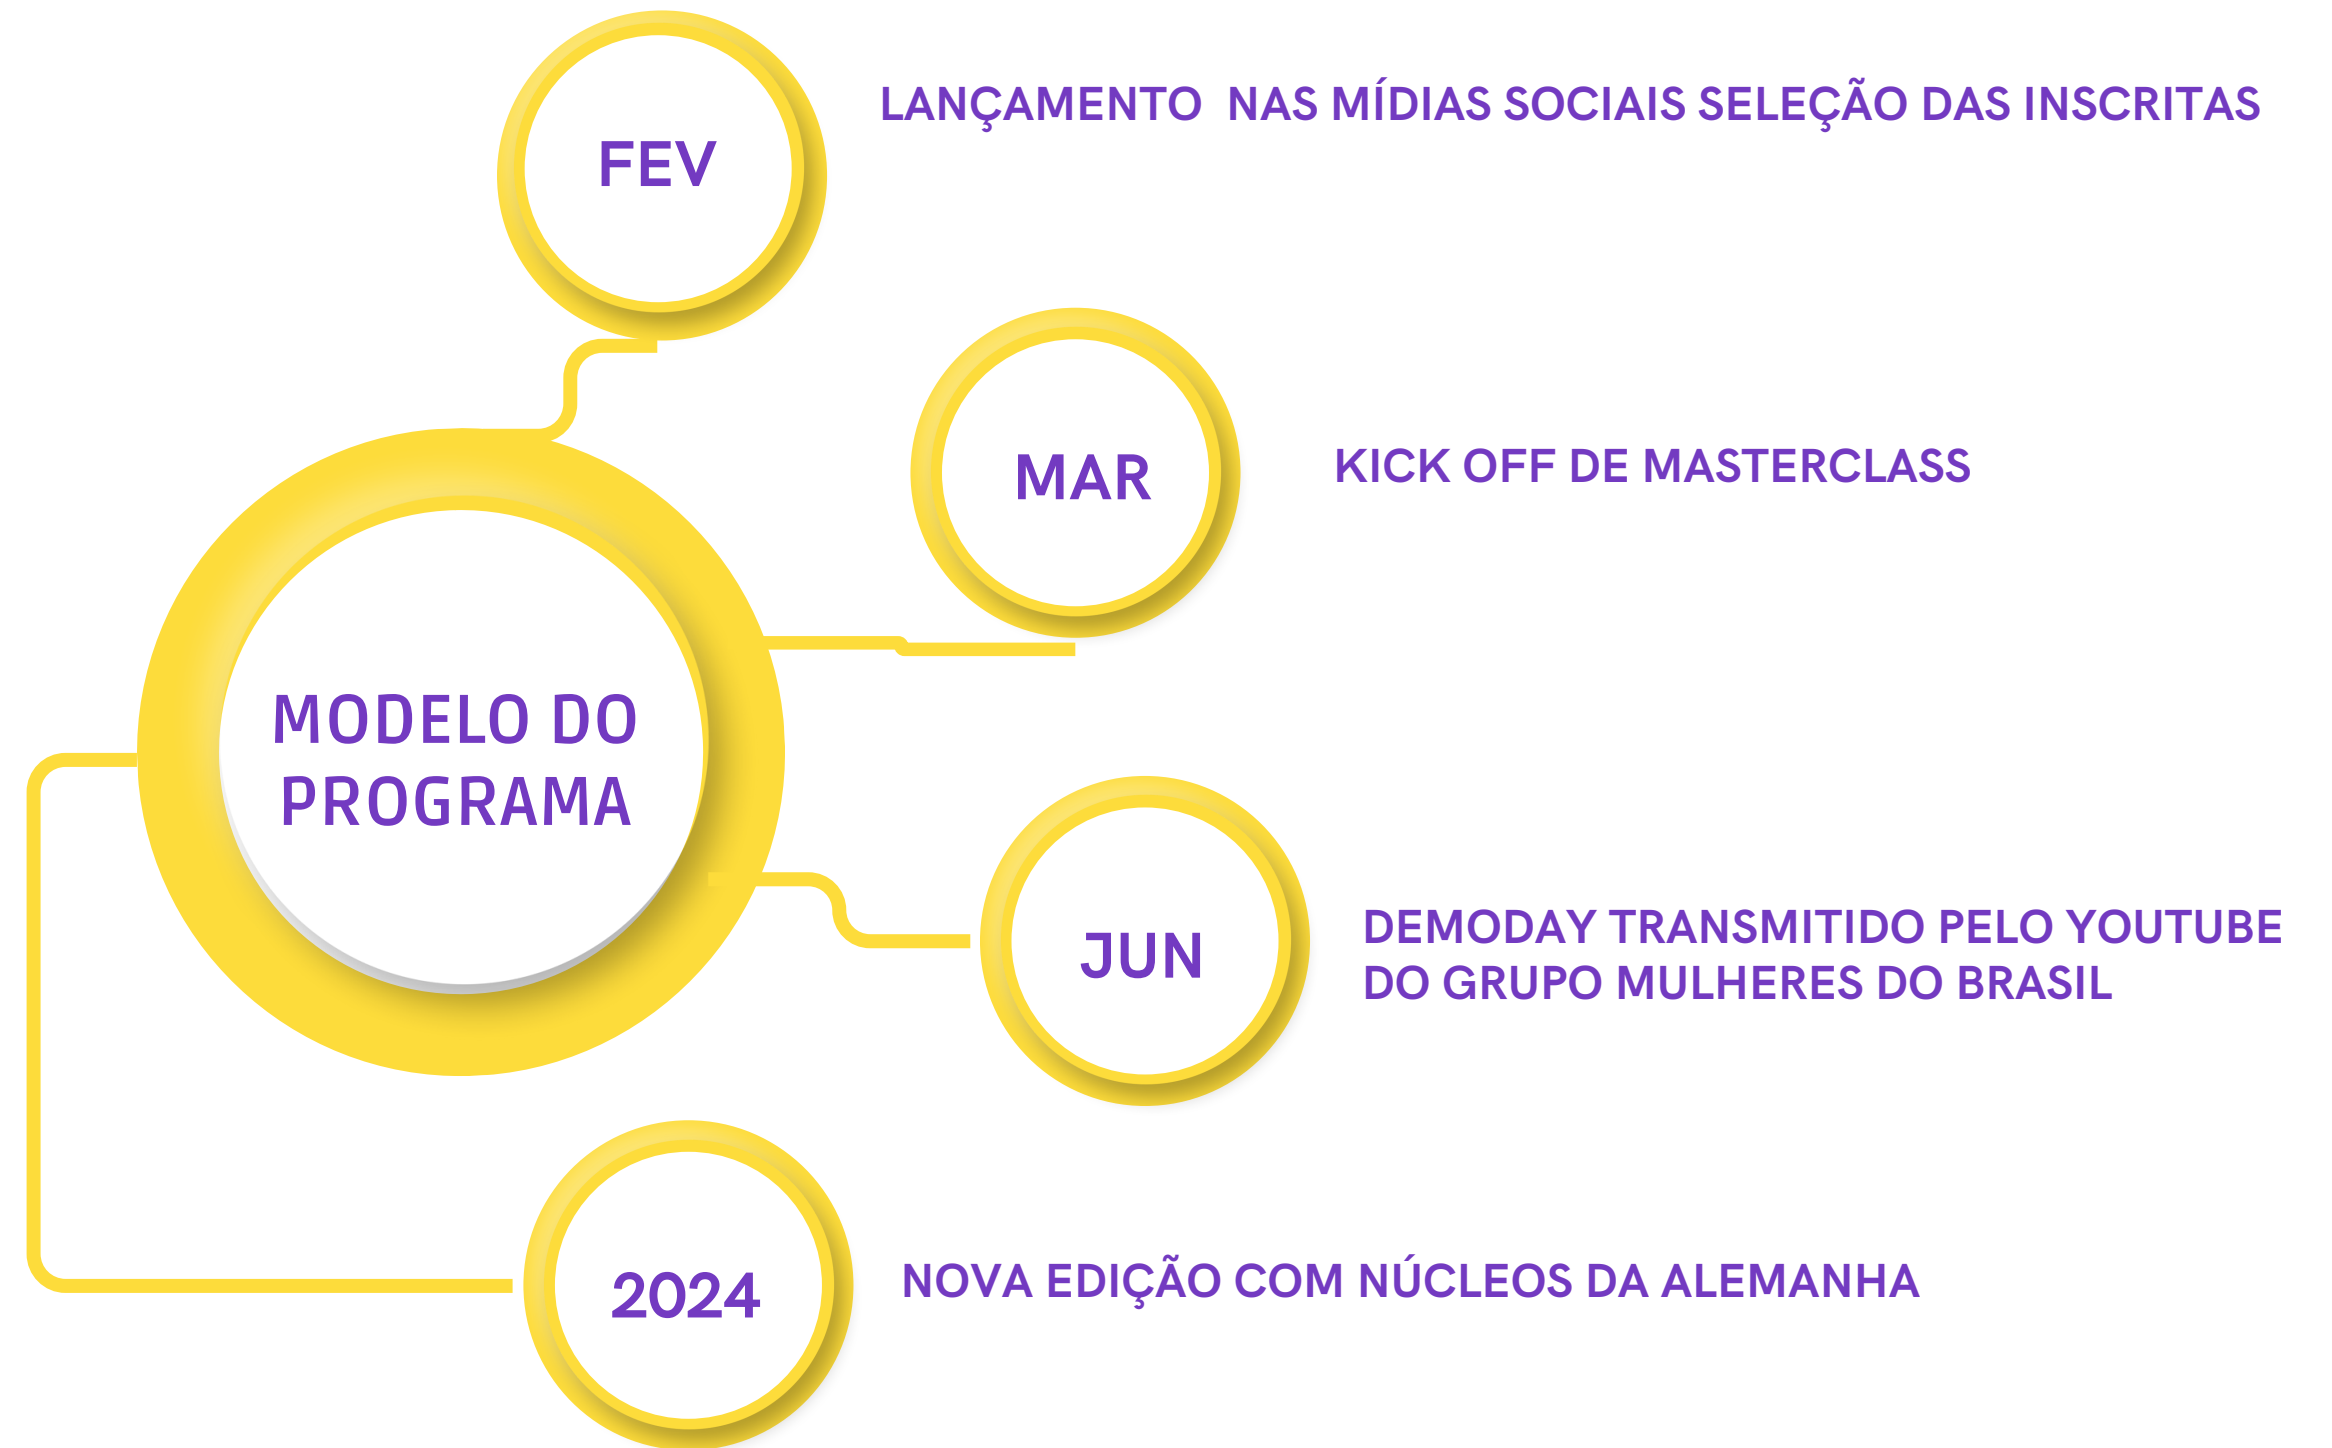 FEV
LANÇAMENTO  NAS MÍDIAS SOCIAIS SELEÇÃO DAS INSCRITAS
MAR
KICK OFF DE MASTERCLASS
MODELO DO
PROGRAMA
JUN
DEMODAY TRANSMITIDO PELO YOUTUBE
DO GRUPO MULHERES DO BRASIL
2024
NOVA EDIÇÃO COM NÚCLEOS DA ALEMANHA